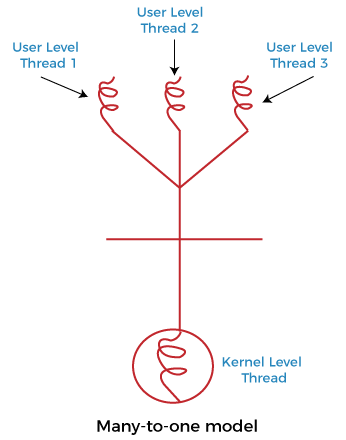 User Level
Thread 2
User Level
Thread 1
User Level
Thread 3
Kernel Level
Thread
Many-to-one model